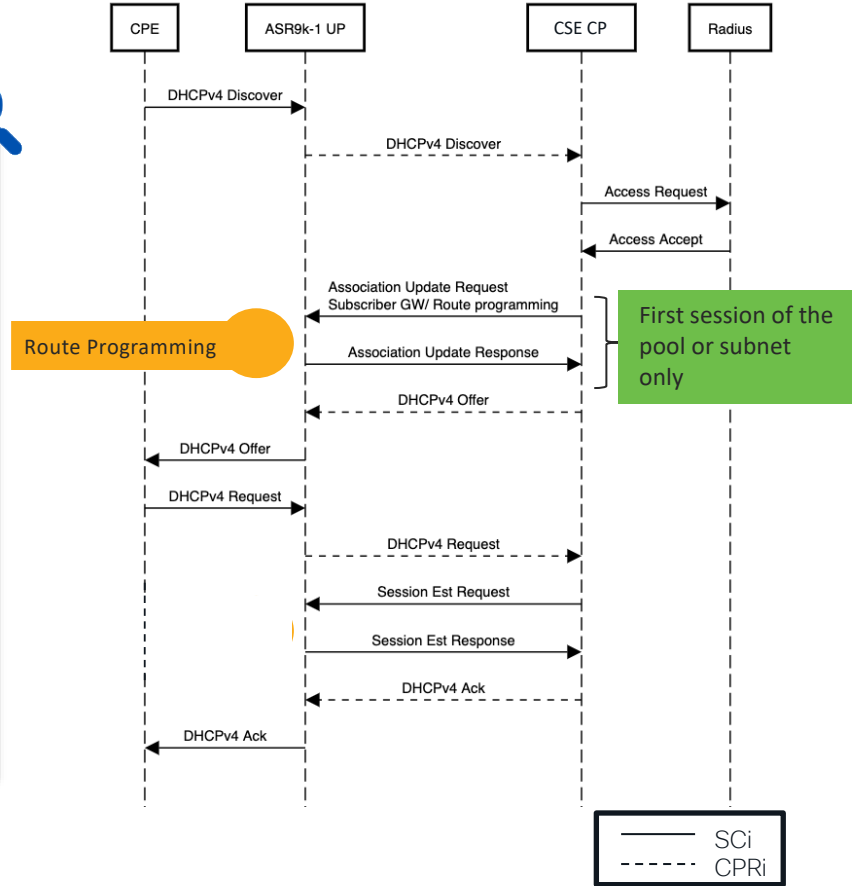 CPE
ASR9k-1 UP
CSE CP
Radius
DHCPv4 Discover
DHCPv4 Discover
Access Request
Access Accept
Association Update Request
Subscriber GW/ Route programming
First session of the
pool or subnet
only
Route Programming
Association Update Response
DHCPv4 Offer
DHCPv4 Offer
DHCPv4 Request
DHCPv4 Request
Session Est Request
Session Est Response
DHCPv4 Ack
DHCPv4 Ack
SCi
CPRi